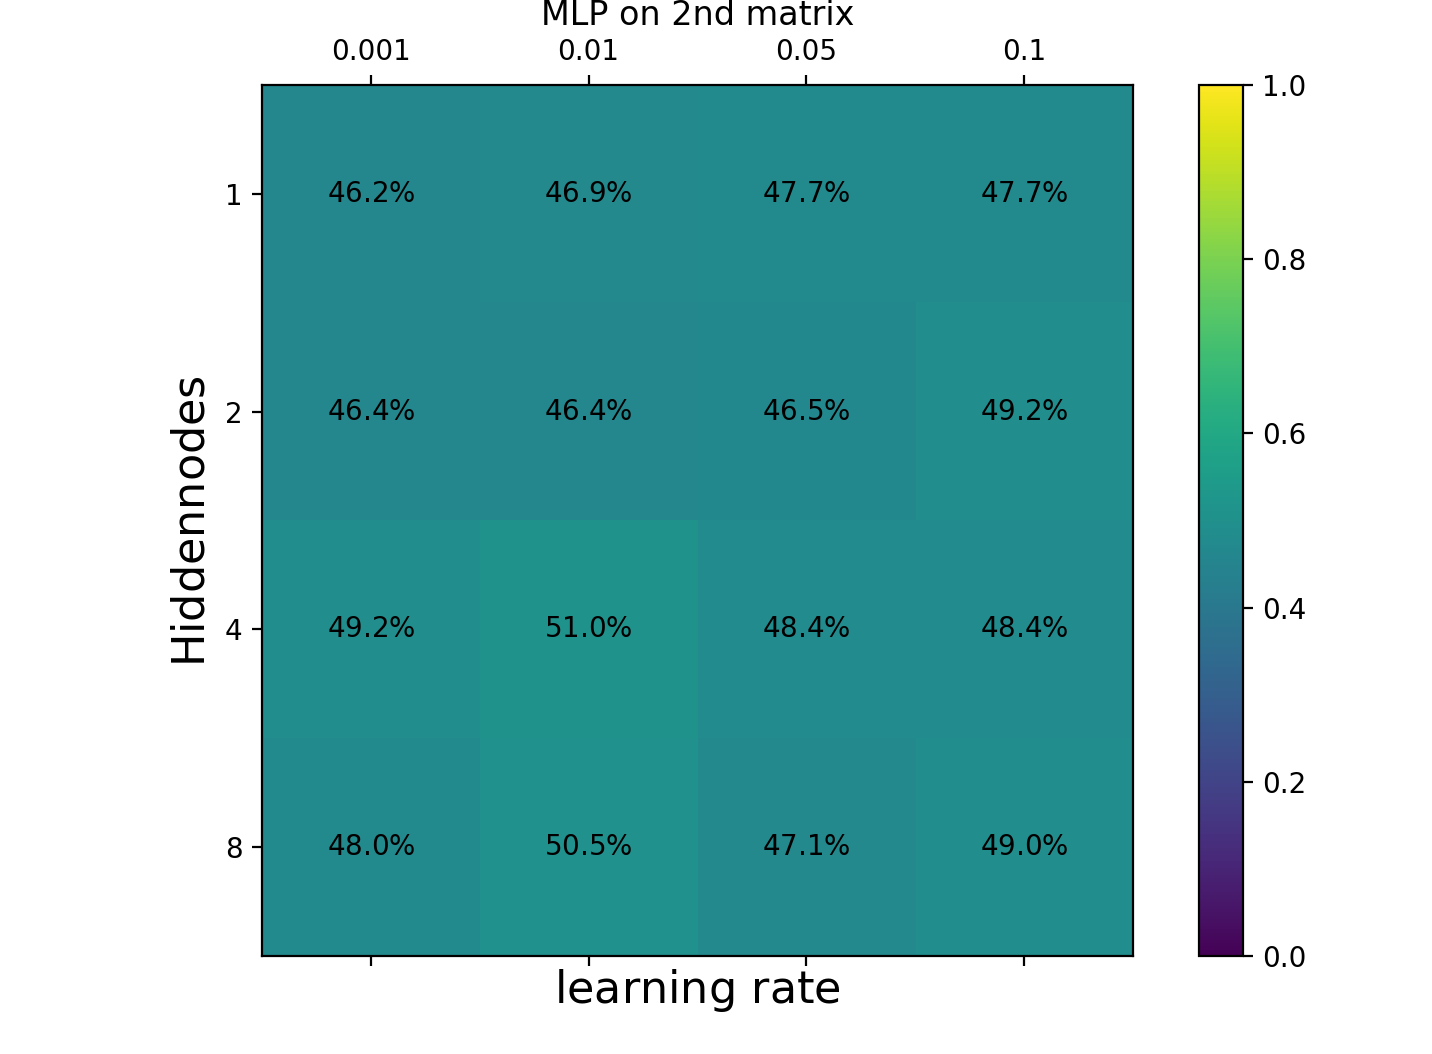 MLP on 2nd matrix
0.001 0.01 0.05 0.1
1 46.2% 46.9% 47.7% 47.7%
2 46.4% 46.4% 46.5% 49.2%
4 49.2% 51.0% 48.4% 48.4%
8 48.0% 50.5% 47.1% 49.0%
Hiddennodes
learning rate
1.0
0.8
0.6
0.4
0.2
0.0